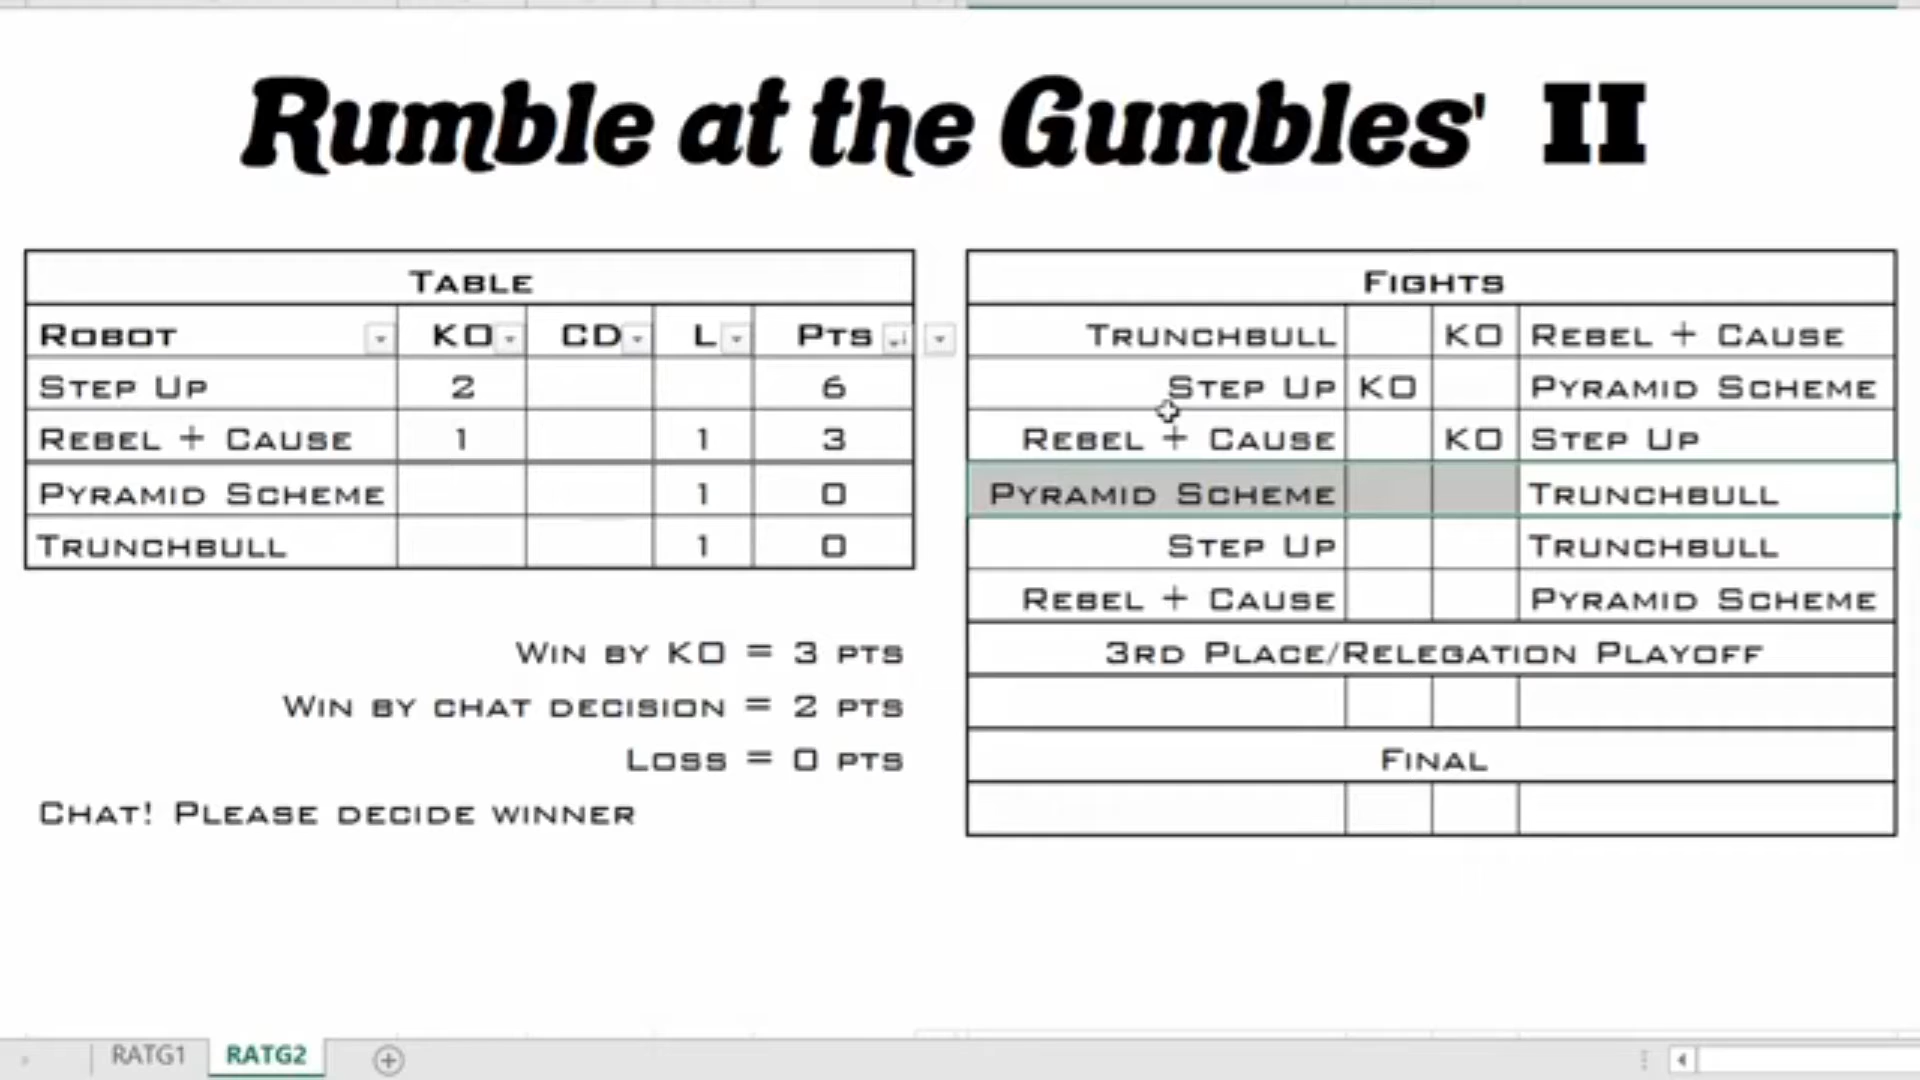 Rumble at the Gumbles' II
Table
Robot KO CD L Pts
Step Up 2 6
Rebel + Cause 1 1 3
Pyramid Scheme 1 0
Trunchbull 1 0
Win by KO = 3 pts
Win by chat decision = 2 pts
Loss = 0 pts
Chat! Please decide winner
Fights
Trunchbull KO Rebel + Cause
Step Up KO Pyramid Scheme
Rebel + Cause KO Step Up
Pyramid Scheme Trunchbull
Step Up Trunchbull
Rebel + Cause Pyramid Scheme
3rd Place/Relegation Playoff
Final
RATG1 RATG2